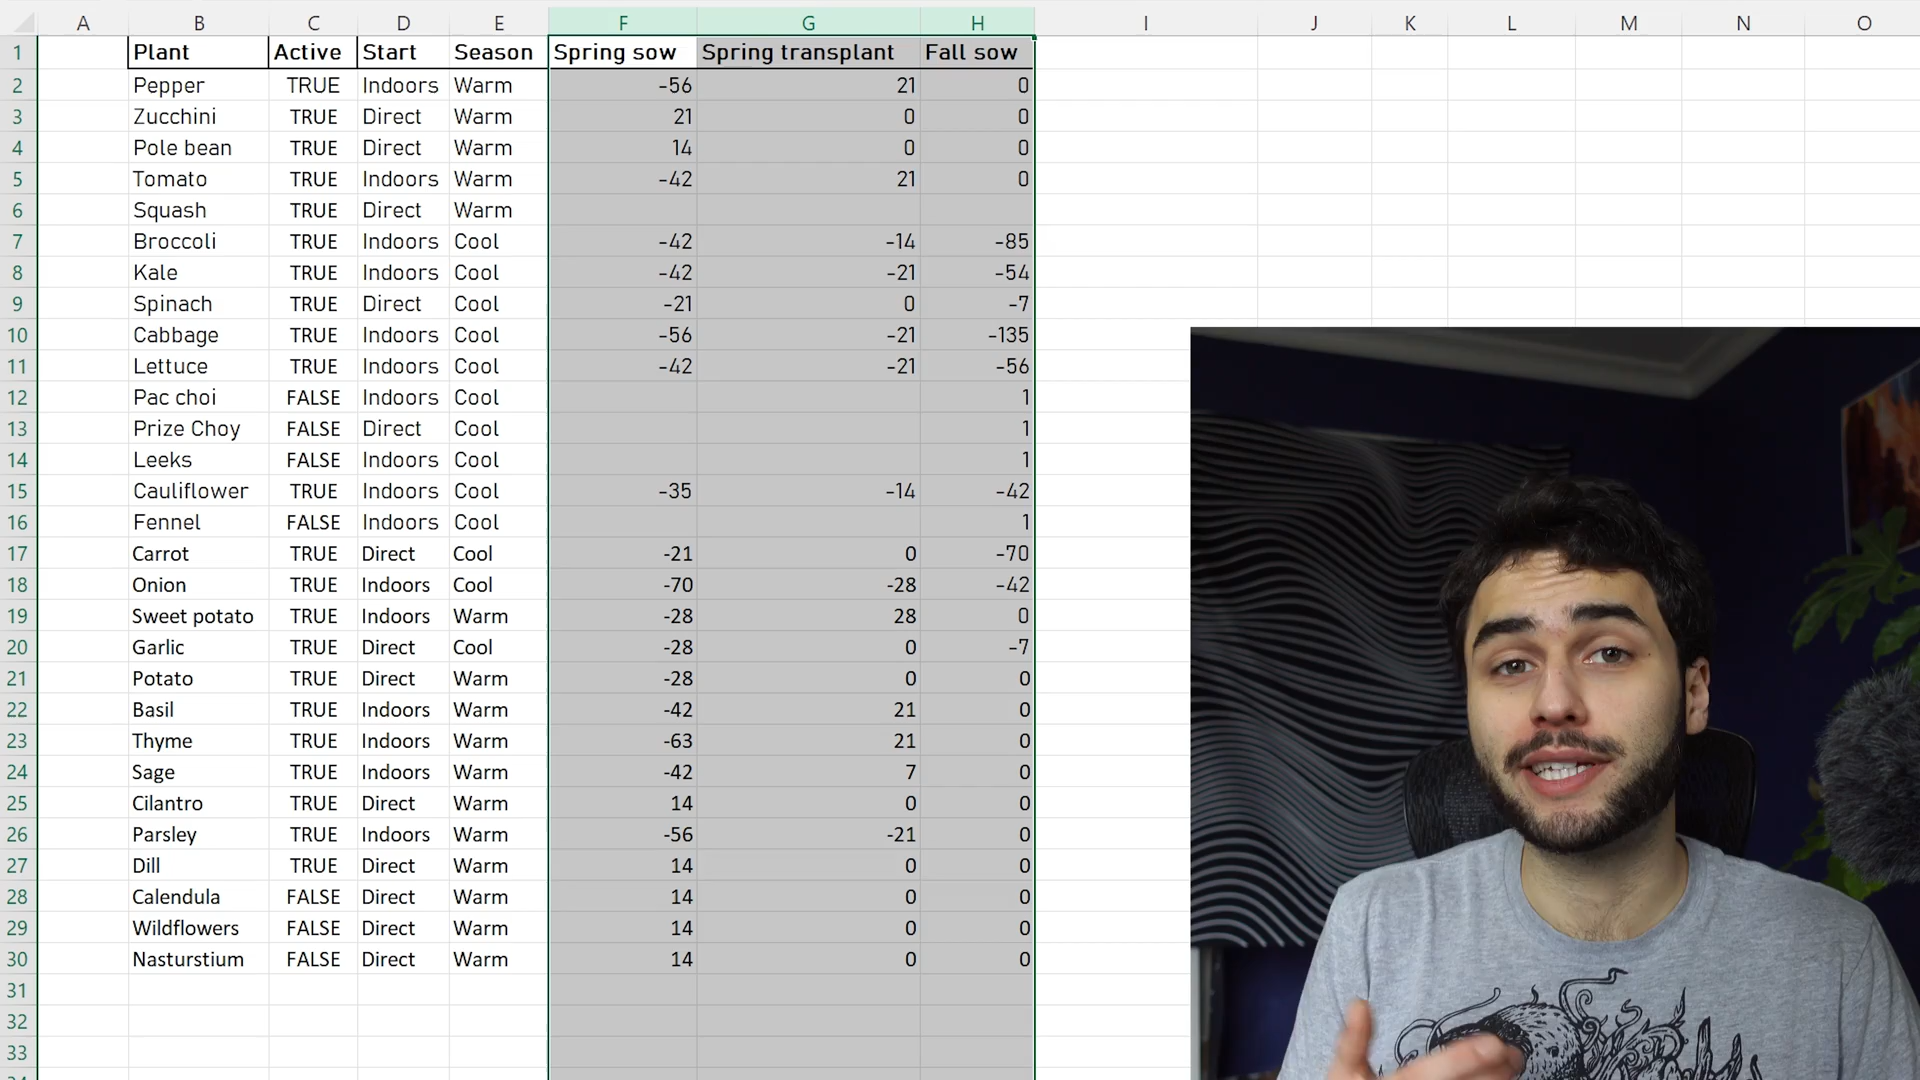 A B C D E F G H I J K L M N O
1 Plant Active Start Season Spring sow Spring transplant Fall sow
2 Pepper TRUE Indoors Warm -56 21 0
3 Zucchini TRUE Direct Warm 21 0 0
4 Pole bean TRUE Direct Warm 14 0 0
5 Tomato TRUE Indoors Warm -42 21 0
6 Squash TRUE Direct Warm
7 Broccoli TRUE Indoors Cool -42 -14 -85
8 Kale TRUE Indoors Cool -42 -21 -54
9 Spinach TRUE Direct Cool -21 0 -7
10 Cabbage TRUE Indoors Cool -56 -21 -135
11 Lettuce TRUE Indoors Cool -42 -21 -56
12 Pac choi FALSE Indoors Cool 1
13 Prize Choy FALSE Direct Cool 1
14 Leeks FALSE Indoors Cool 1
15 Cauliflower TRUE Indoors Cool -35 -14 -42
16 Fennel FALSE Indoors Cool 1
17 Carrot TRUE Direct Cool -21 0 -70
18 Onion TRUE Indoors Cool -70 -28 -42
19 Sweet potato TRUE Indoors Warm -28 28 0
20 Garlic TRUE Direct Cool -28 0 -7
21 Potato TRUE Direct Warm -28 0 0
22 Basil TRUE Indoors Warm -42 21 0
23 Thyme TRUE Indoors Warm -63 21 0
24 Sage TRUE Indoors Warm -42 7 0
25 Cilantro TRUE Direct Warm 14 0 0
26 Parsley TRUE Indoors Warm -56 -21 0
27 Dill TRUE Direct Warm 14 0 0
28 Calendula FALSE Direct Warm 14 0 0
29 Wildflowers FALSE Direct Warm 14 0 0
30 Nasturstium FALSE Direct Warm 14 0 0
31
32
33